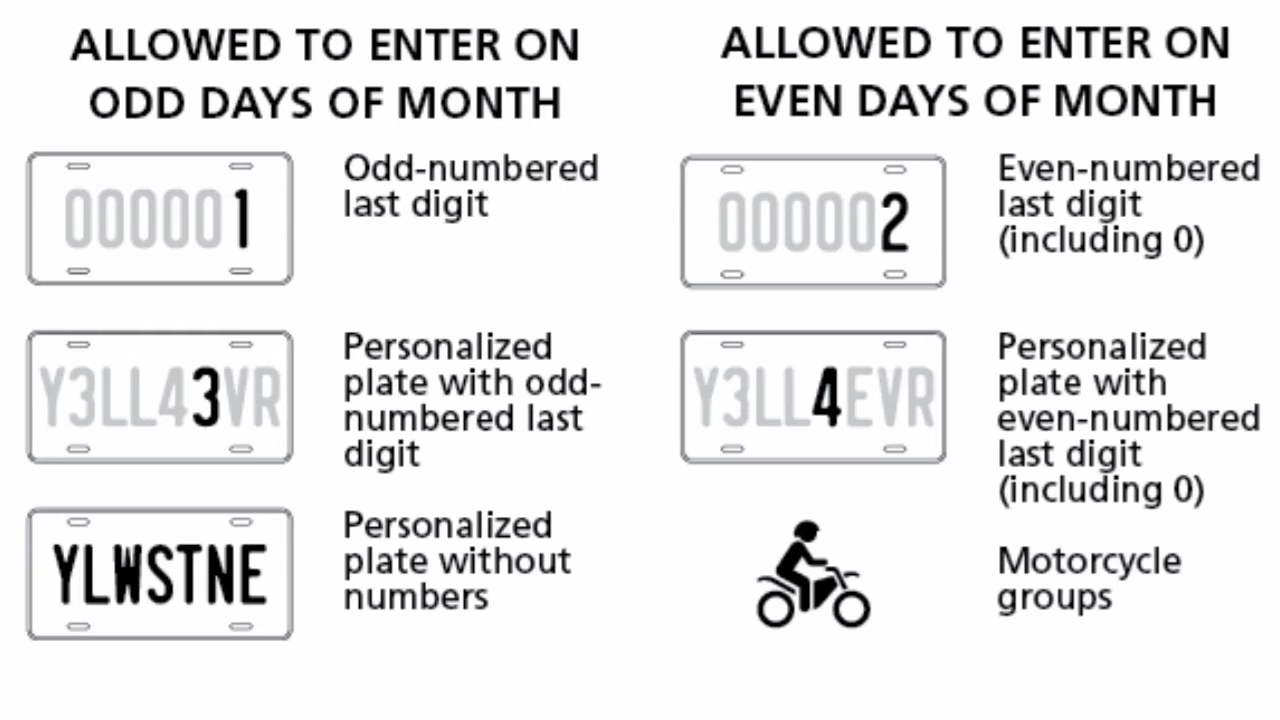 ALLOWED TO ENTER ON
ODD DAYS OF MONTH
000001
Odd-numbered
last digit
Y3LL43VR
Personalized
plate with odd-
numbered last
digit
YLWSTNE
Personalized
plate without
numbers
ALLOWED TO ENTER ON
EVEN DAYS OF MONTH
000002
Even-numbered
last digit
(including 0)
Y3LL4EVR
Personalized
plate with
even-numbered
last digit
(including 0)
Motorcycle
groups